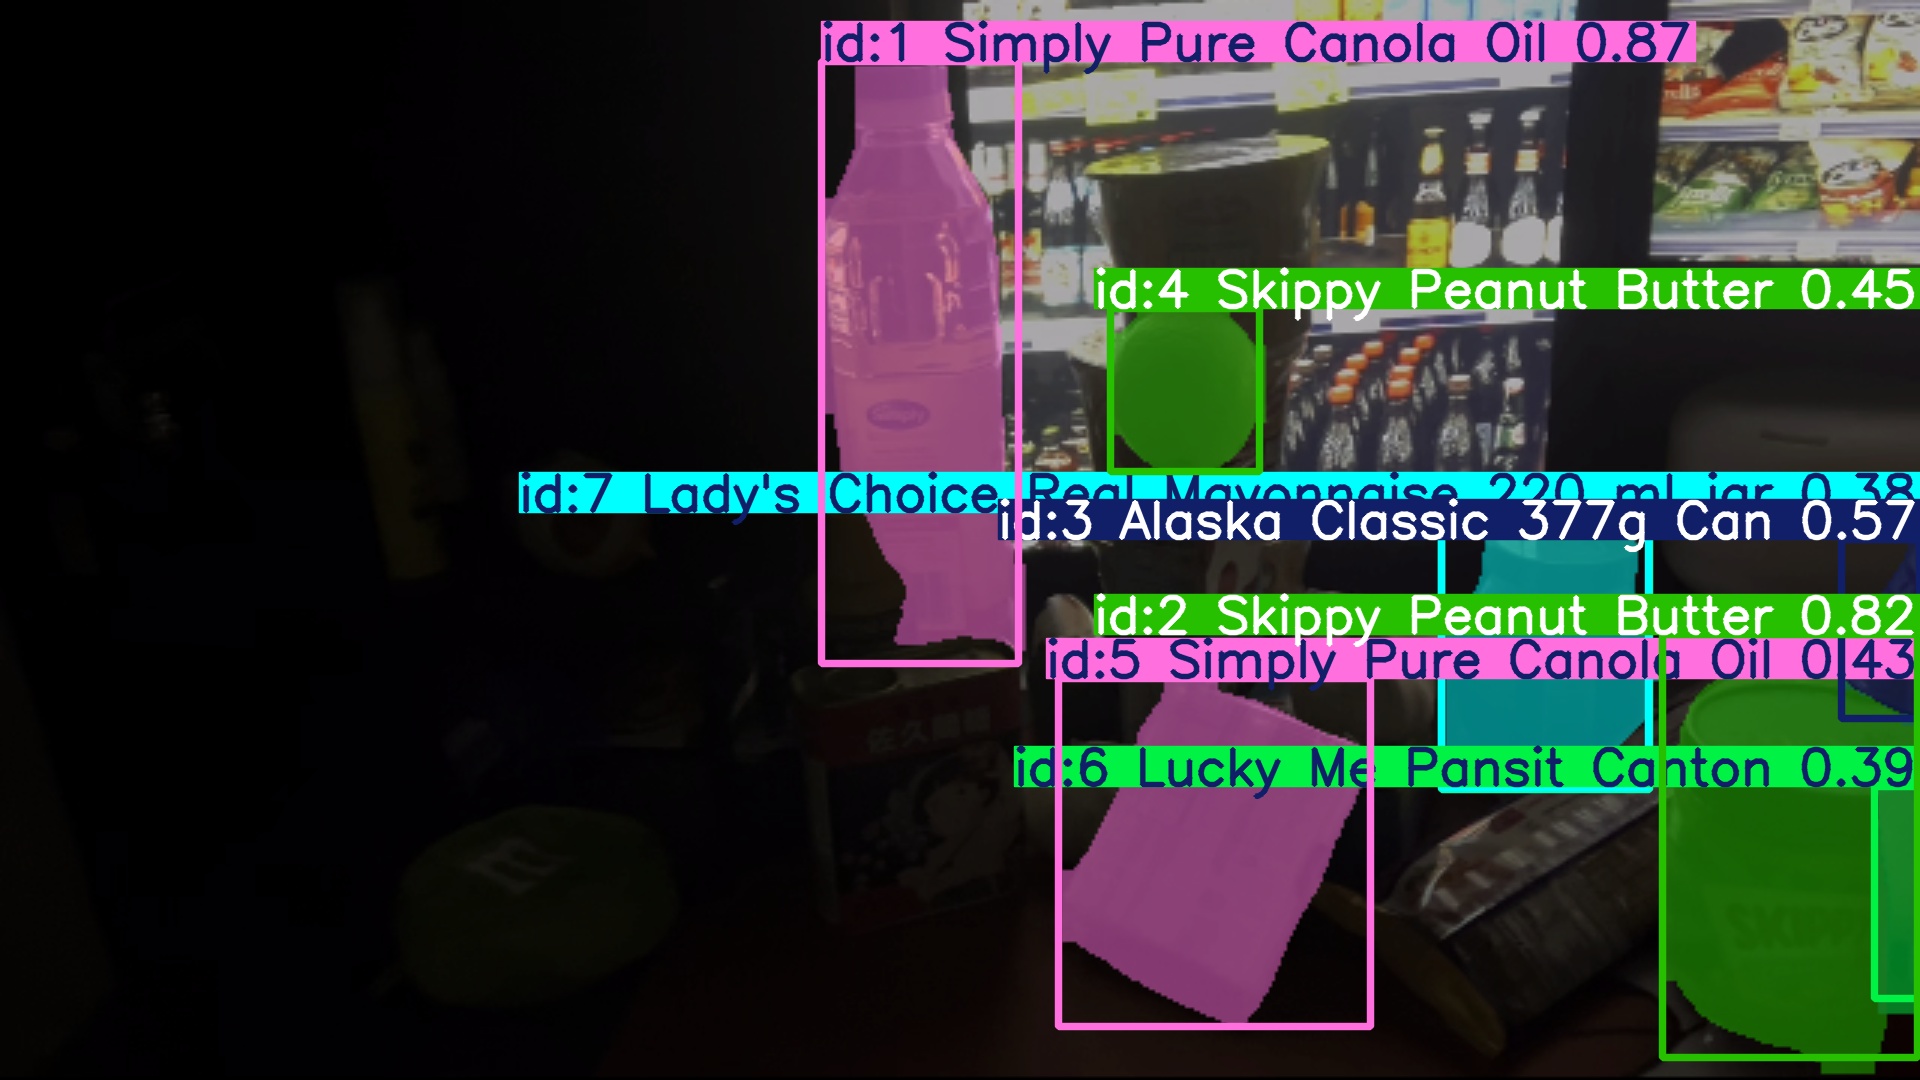 id:1 Simply Pure Canola Oil 0.87
id:4 Skippy Peanut Butter 0.45
id:7 Lady's Choice Real Mayonnaise 220 ml jar 0.38
id:3 Alaska Classic 377g Can 0.57
id:2 Skippy Peanut Butter 0.82
id:5 Simply Pure Canola Oil 0.43
佐久
id:6 Lucky Me Pansit Canton 0.39
m
SKIPP